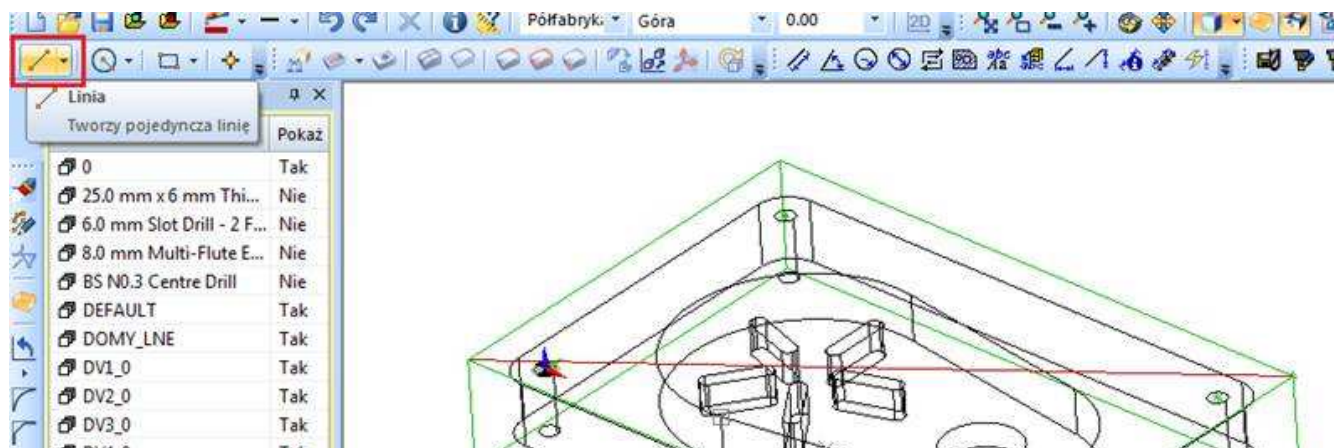 Półfabryk: Góra 0.00 2D
Linia
Tworzy pojedyncza linię
Pokaż
0 Tak
25.0 mm x 6 mm Thi... Nie
6.0 mm Slot Drill - 2 F... Nie
8.0 mm Multi-Flute E... Nie
BS N0.3 Centre Drill Nie
DEFAULT Tak
DOMY_LNE Tak
DV1_0 Tak
DV2_0 Tak
DV3_0 Tak